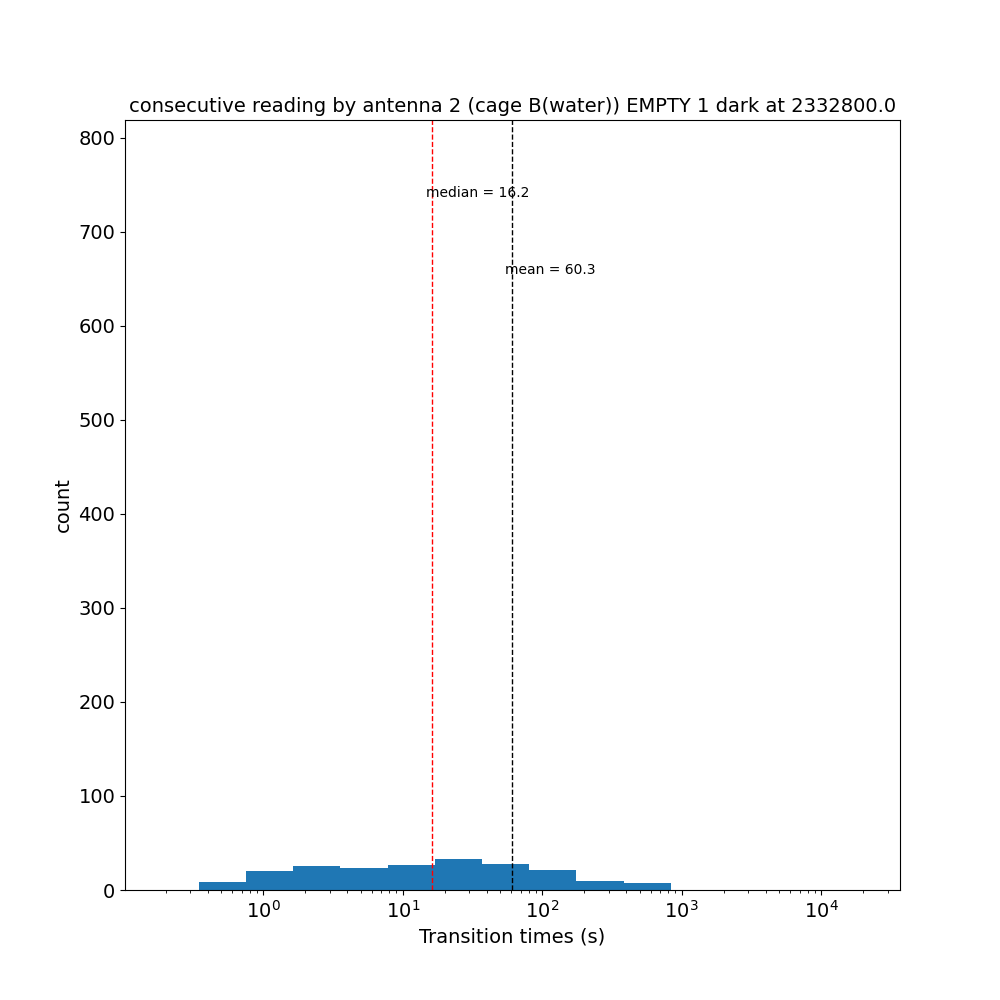 consecutive reading by antenna 2 (cage B(water)) EMPTY 1 dark at 2332800.0
800
700
600
500
400
300
200
100
0
count
median = 16.2
mean = 60.3
10⁰
10¹
10²
10³
10⁴
Transition times (s)